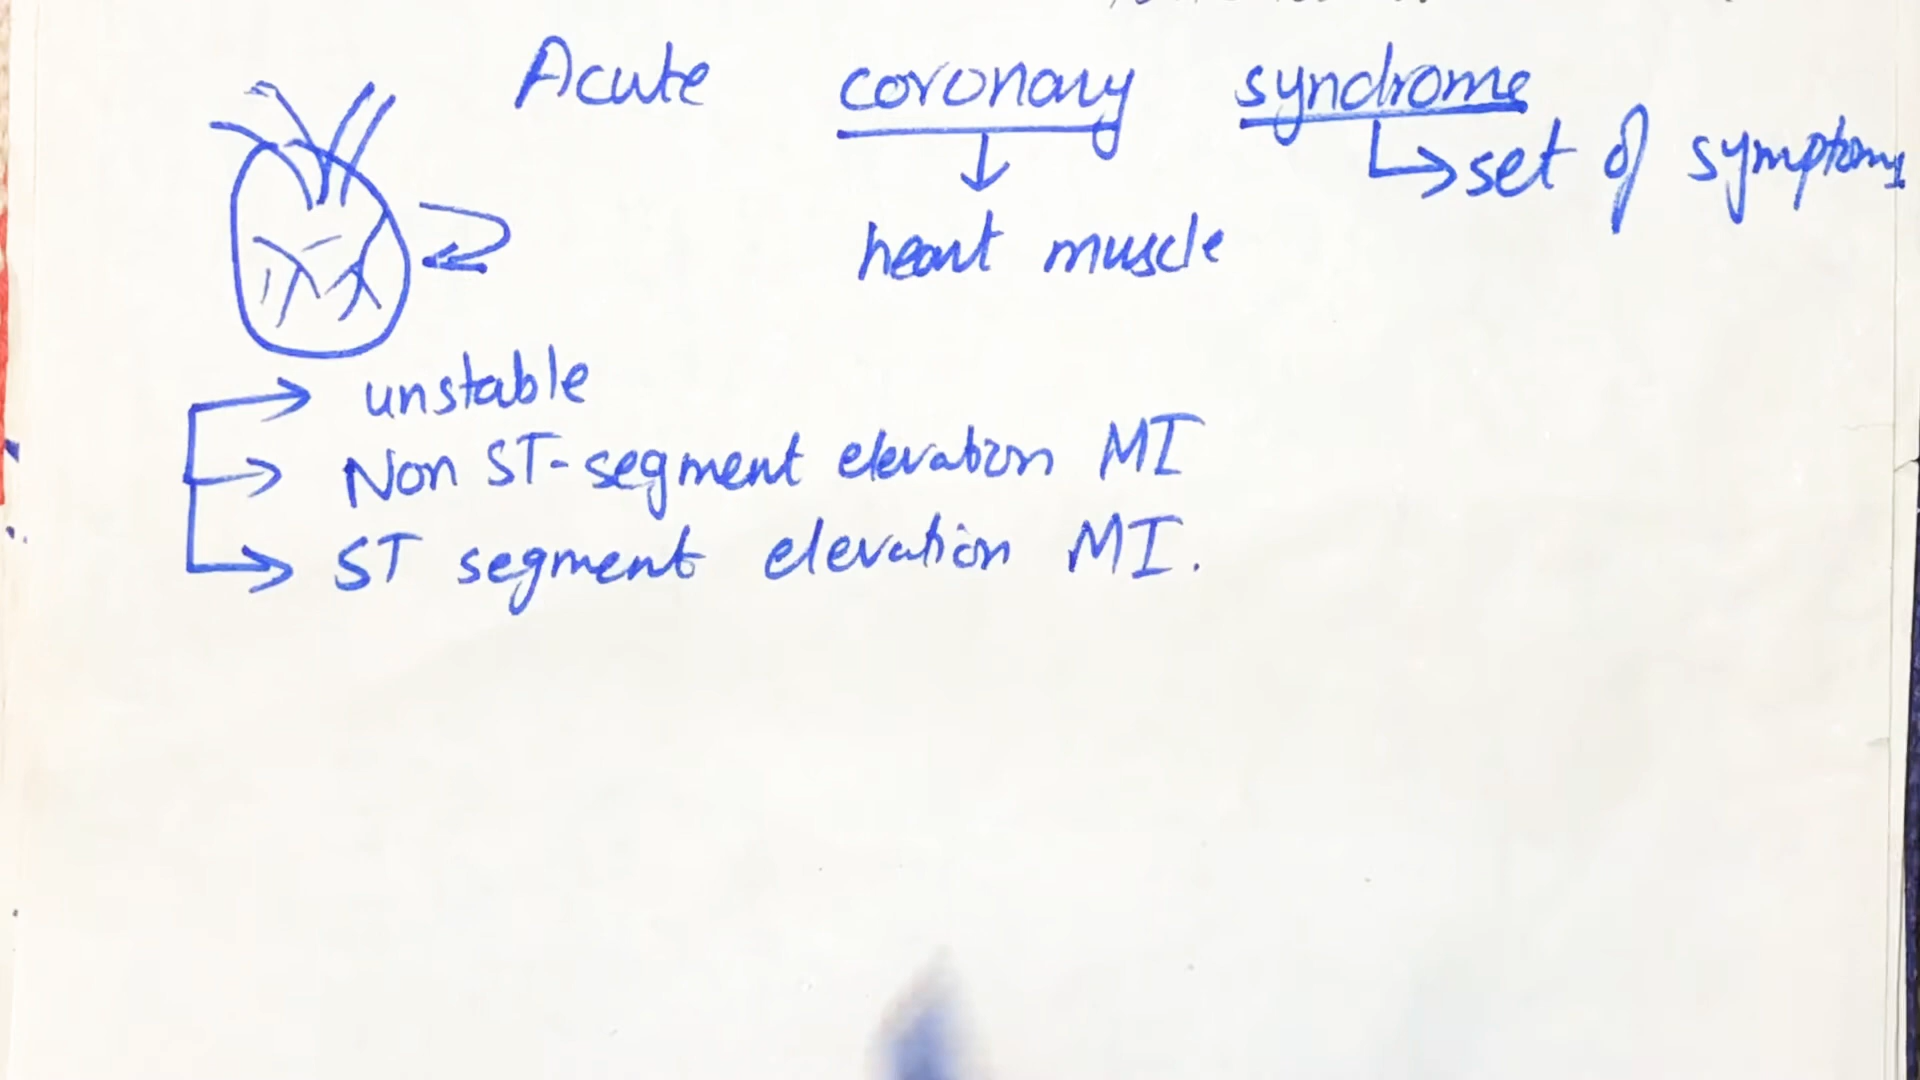 Acute coronary syndrome
set of symptoms
heart muscle
unstable
Non ST-segment elevation MI
ST segment elevation MI.